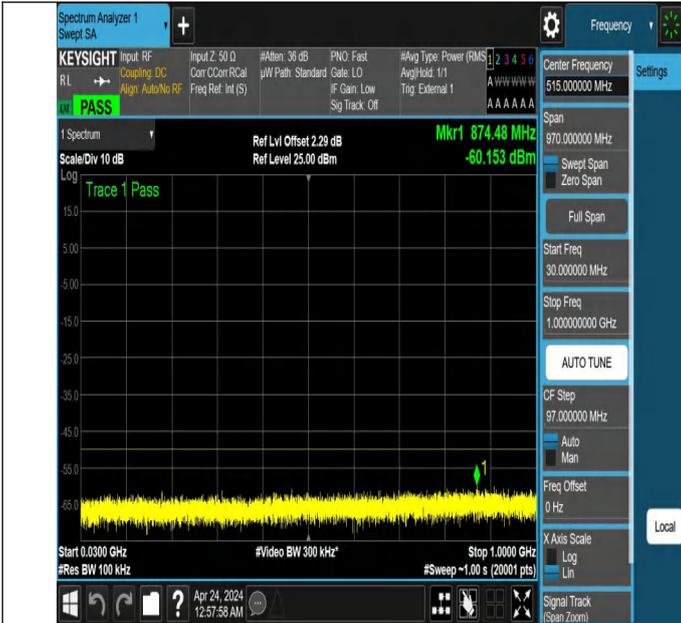 Spectrum Analyzer 1
Swept SA
+
Frequency
KEYSIGHT
RL
PASS
Input: RF
Coupling: DC
Align: Auto/No RF
Input Z: 50 Ω
Corr CCorr RCal
Freq Ref: Int (S)
#Atten: 36 dB
µW Path: Standard
PNO: Fast
Gate: LO
IF Gain: Low
Sig Track: Off
#Avg Type: Power (RMS
Avg|Hold: 1/1
Trig: External 1
1 2 3 4 5 6
A W W W W W
A A A A A A
1 Spectrum
Scale/Div 10 dB
Ref Lvl Offset 2.29 dB
Ref Level 25.00 dBm
Mkr1 874.48 MHz
-60.153 dBm
Log
Trace 1 Pass
15.0
5.00
-5.00
-15.0
-25.0
-35.0
-45.0
-55.0
-65.0
1
Start 0.0300 GHz
#Res BW 100 kHz
#Video BW 300 kHz*
Stop 1.0000 GHz
#Sweep ~1.00 s (20001 pts)
?
Apr 24, 2024
12:57:58 AM
Center Frequency
515.000000 MHz
Span
970.000000 MHz
Swept Span
Zero Span
Full Span
Start Freq
30.000000 MHz
Stop Freq
1.000000000 GHz
AUTO TUNE
CF Step
97.000000 MHz
Auto
Man
Freq Offset
0 Hz
X Axis Scale
Log
Lin
Signal Track
(Span Zoom)
Settings
Local